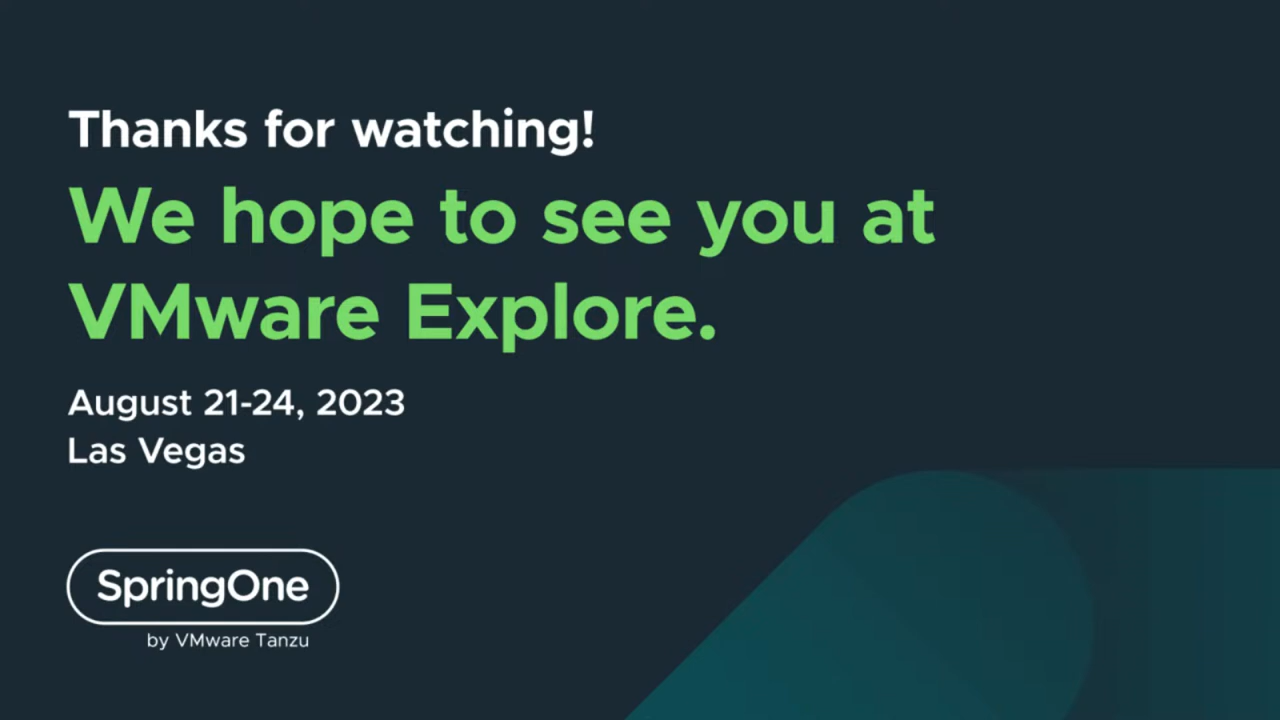 Thanks for watching!
We hope to see you at
VMware Explore.
August 21-24, 2023
Las Vegas
SpringOne
by VMware Tanzu